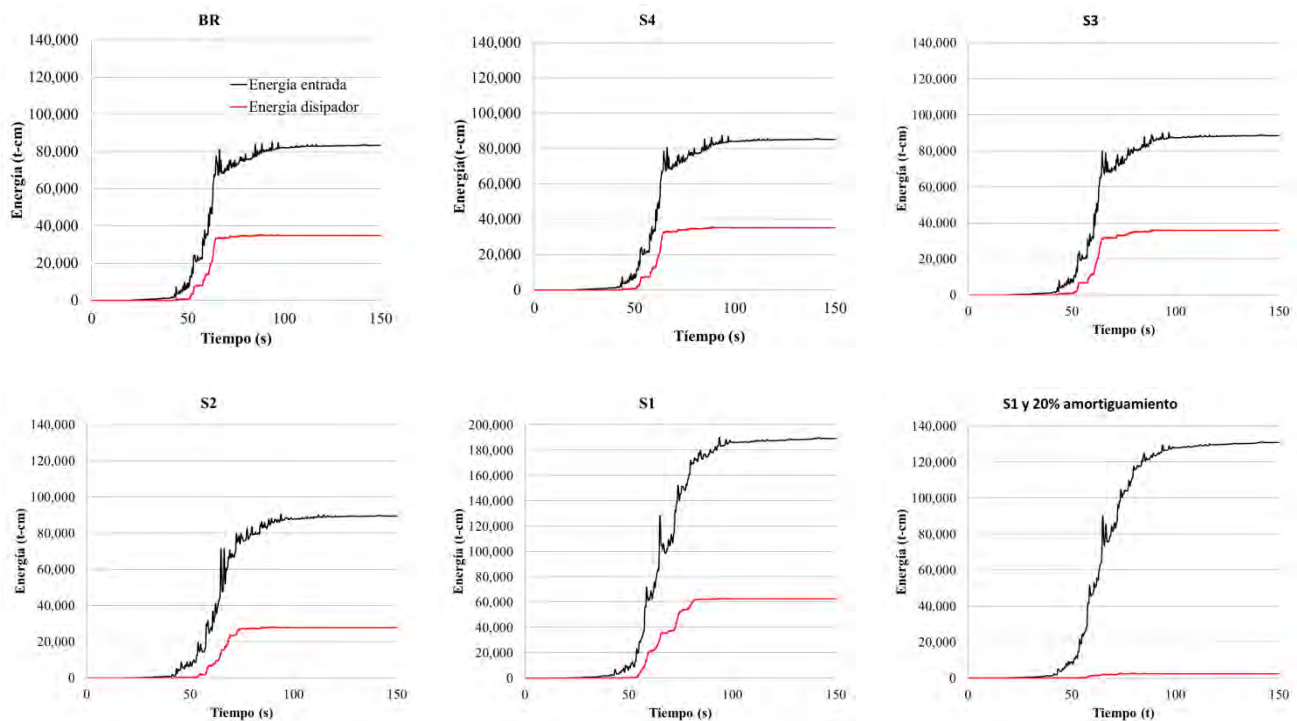 BR
140,000
120,000
100,000
80,000
60,000
40,000
20,000
0
Energía (t-cm)
Energía entrada
Energía disipador
0 50 100 150
Tiempo (s)
S4
140,000
120,000
100,000
80,000
60,000
40,000
20,000
0
Energía(t-cm)
0 50 100 150
Tiempo (s)
S3
140,000
120,000
100,000
80,000
60,000
40,000
20,000
0
Energía (t-cm)
0 50 100 150
Tiempo (s)
S2
140,000
120,000
100,000
80,000
60,000
40,000
20,000
0
Energía (t-cm)
0 50 100 150
Tiempo (s)
S1
200,000
180,000
160,000
140,000
120,000
100,000
80,000
60,000
40,000
20,000
0
Energía (t-cm)
0 50 100 150
Tiempo (s)
S1 y 20% amortiguamiento
140,000
120,000
100,000
80,000
60,000
40,000
20,000
0
Energía (t-cm)
0 50 100 150
Tiempo (t)